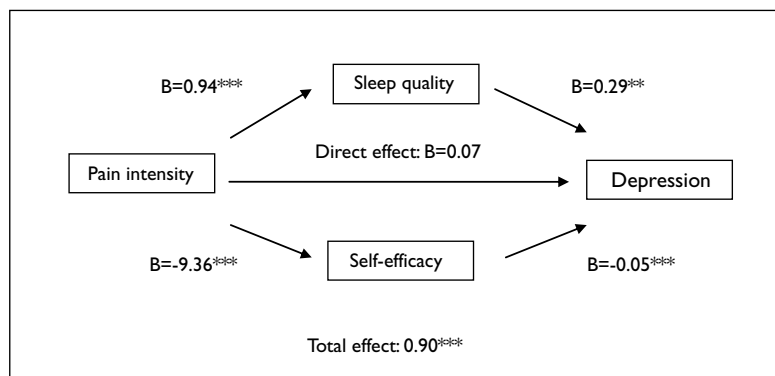 B=0.94***
Sleep quality
B=0.29**
Direct effect: B=0.07
Pain intensity
Depression
Self-efficacy
B=-9.36***
B=-0.05***
Total effect: 0.90***